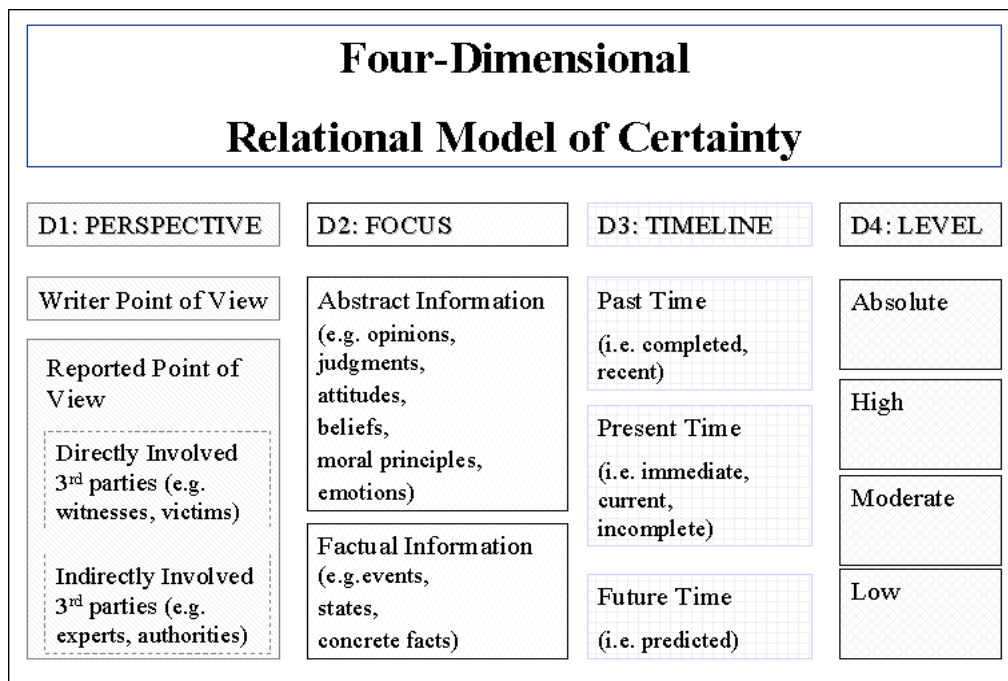 Four-Dimensional
Relational Model of Certainty
D1: PERSPECTIVE
Writer Point of View
Reported Point of
View
Directly Involved
3rd parties (e.g.
witnesses, victims)
Indirectly Involved
3rd parties (e.g.
experts, authorities)
D2: FOCUS
Abstract Information
(e.g. opinions,
judgments,
attitudes,
beliefs,
moral principles,
emotions)
Factual Information
(e.g.events,
states,
concrete facts)
D3: TIMELINE
Past Time
(i.e. completed,
recent)
Present Time
(i.e. immediate,
current,
incomplete)
Future Time
(i.e. predicted)
D4: LEVEL
Absolute
High
Moderate
Low